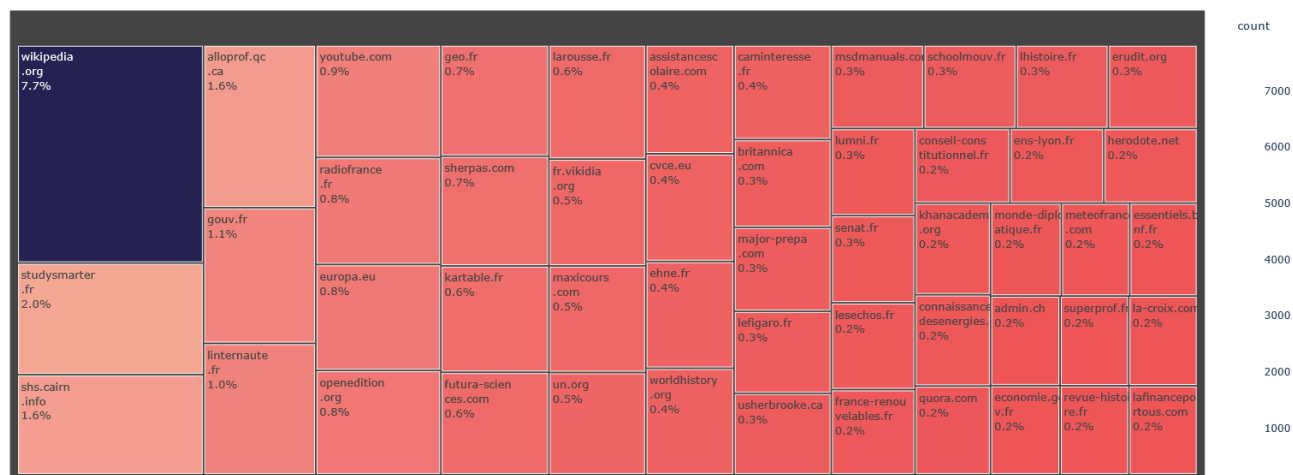 count
wikipedia
.org
7.7%
studysmarter
.fr
2.0%
shs.cairn
.info
1.6%
alloprof.qc
.ca
1.6%
gouv.fr
1.1%
linternaute
.fr
1.0%
youtube.com
0.9%
radiofrance
.fr
0.8%
europa.eu
0.8%
openedition
.org
0.8%
geo.fr
0.7%
sherpas.com
0.7%
kartable.fr
0.6%
futura-scien
ces.com
0.6%
larousse.fr
0.6%
fr.vikidia
.org
0.5%
maxicours
.com
0.5%
un.org
0.5%
assistancesc
olaire.com
0.4%
cvce.eu
0.4%
ehne.fr
0.4%
worldhistory
.org
0.4%
caminteresse
.fr
0.4%
britannica
.com
0.3%
major-prepa
.com
0.3%
lefigaro.fr
0.3%
usherbrooke.ca
0.3%
msdmanuals.co
0.3%
schoolmouv.fr
0.3%
lhistoire.fr
0.3%
erudit.org
0.3%
lumni.fr
0.3%
senat.fr
0.3%
lesechos.fr
0.2%
france-renou
velables.fr
0.2%
conseil-cons
titutionnel.fr
0.2%
ens-lyon.fr
0.2%
herodote.net
0.2%
khanacadem
.org
0.2%
monde-diplo
atique.fr
0.2%
meteofranc
.com
0.2%
essentiels.b
nf.fr
0.2%
connaissance
desenergies.
0.2%
admin.ch
0.2%
superprof.fr
0.2%
la-croix.com
0.2%
quora.com
0.2%
economie.go
v.fr
0.2%
revue-histoi
re.fr
0.2%
lafinancepo
rtous.com
0.2%
7000
6000
5000
4000
3000
2000
1000